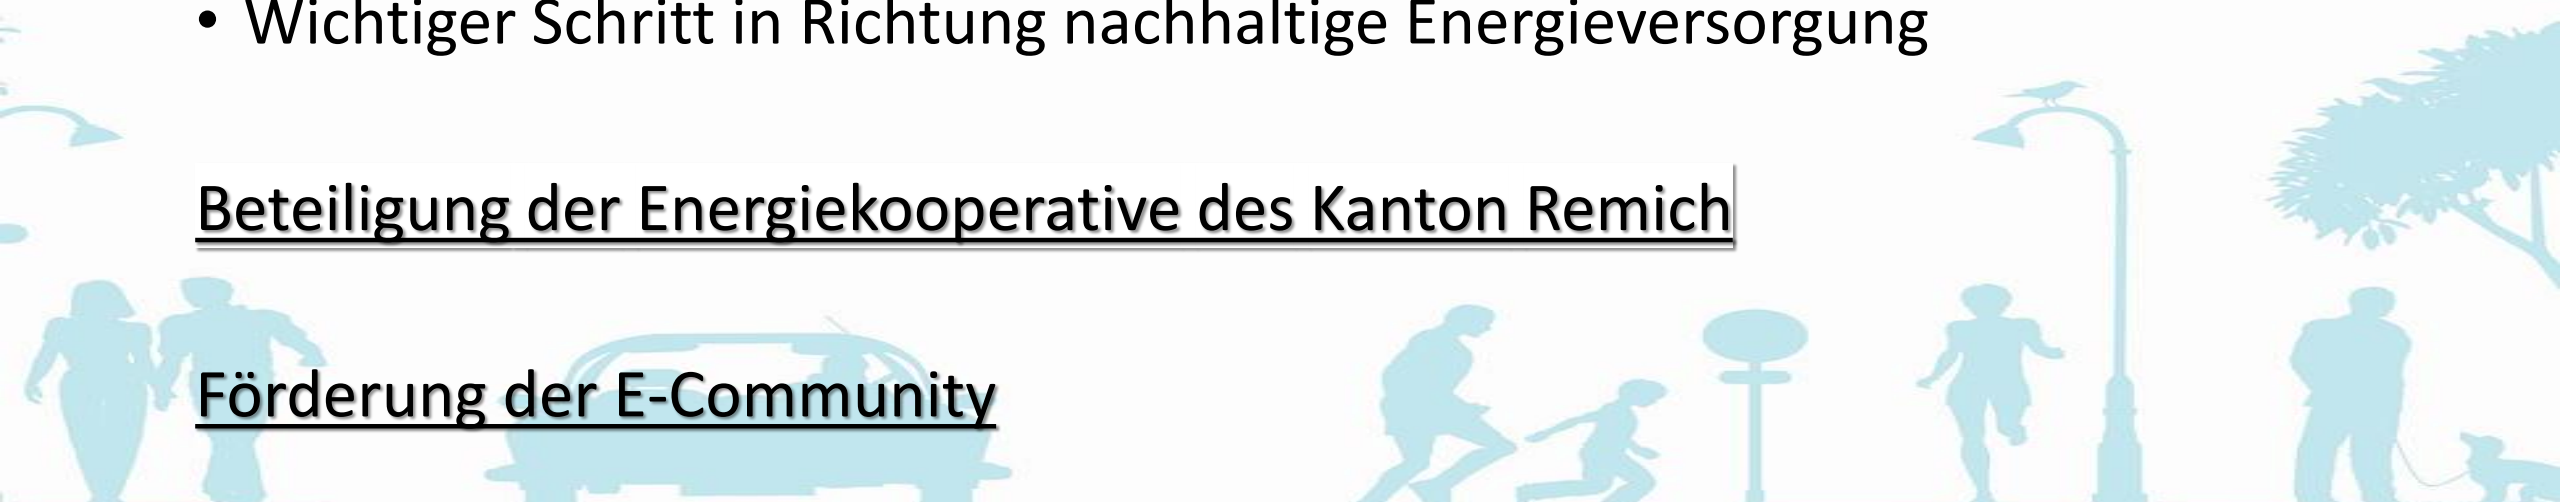 • Wichtiger Schritt in Richtung nachhaltige Energieversorgung
Beteiligung der Energiekooperative des Kanton Remich
Förderung der E-Community